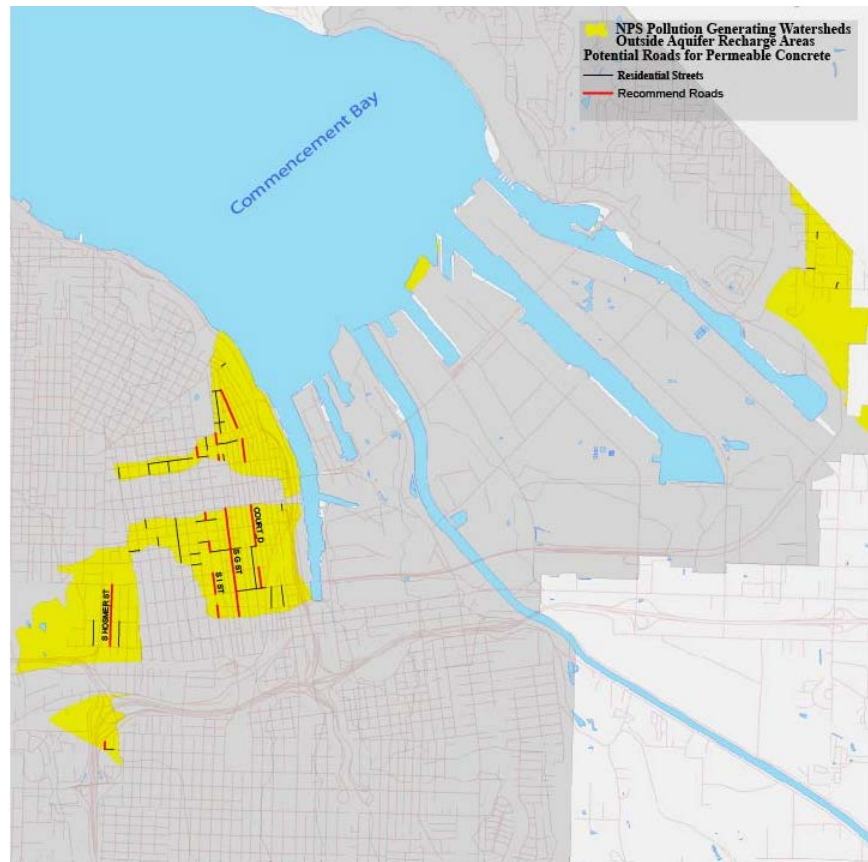 NPS Pollution Generating Watersheds
Outside Aquifer Recharge Areas
Potential Roads for Permeable Concrete
Residential Streets
Recommend Roads
Commencement Bay
COURT D
S G ST
S I ST
S HOSMER ST